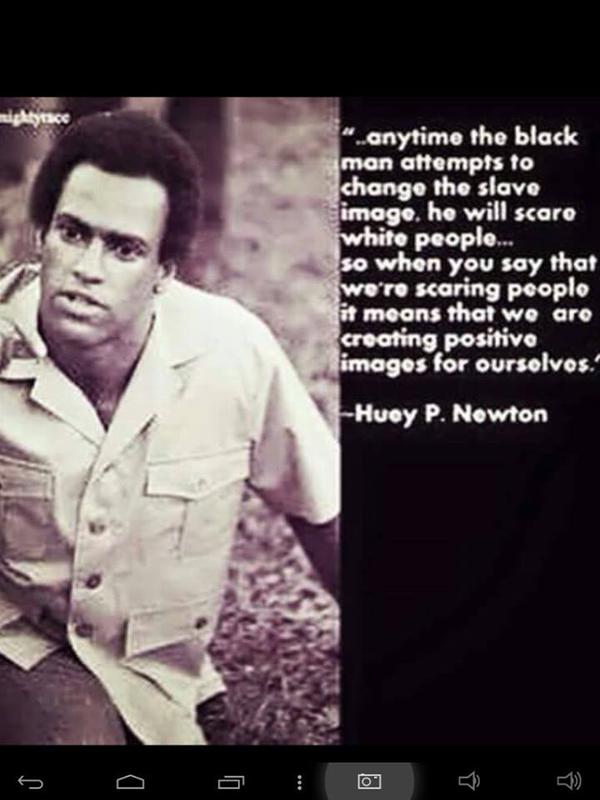 mightyrace
"..anytime the black
man attempts to
change the slave
image, he will scare
white people...
so when you say that
we're scaring people
it means that we are
creating positive
images for ourselves."
-Huey P. Newton